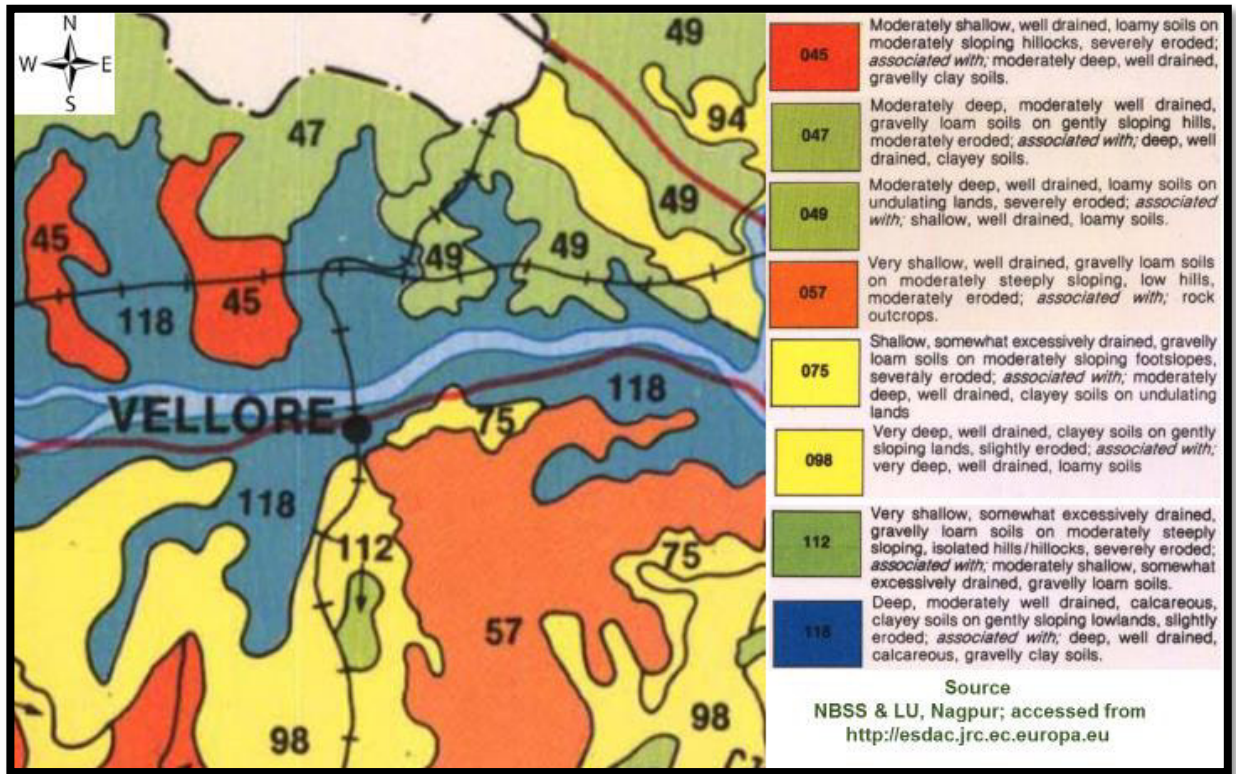 N
W E
S
49
94
47
49
45
49
49
45
118
118
VELLORE
75
118
112
75
57
98
98
045
Moderately shallow, well drained, loamy soils on
moderately sloping hillocks, severely eroded;
associated with; moderately deep, well drained,
gravelly clay soils.
047
Moderately deep, moderately well drained,
gravelly loam soils on gently sloping hills,
moderately eroded; associated with; deep, well
drained, clayey soils.
049
Moderately deep, well drained, loamy soils on
undulating lands, severely eroded; associated
with; shallow, well drained, loamy soils.
057
Very shallow, well drained, gravelly loam soils
on moderately steeply sloping, low hills,
moderately eroded; associated with; rock
outcrops.
075
Shallow, somewhat excessively drained, gravelly
loam soils on moderately sloping footslopes,
severaly eroded; associated with; moderately
deep, well drained, clayey soils on undulating
lands
098
Very deep, well drained, clayey soils on gently
sloping lands, slightly eroded; associated with;
very deep, well drained, loamy soils
112
Very shallow, somewhat excessively drained,
gravelly loam soils on moderately steeply
sloping, isolated hills/hillocks, severely eroded;
associated with; moderately shallow, somewhat
excessively drained, gravelly loam soils.
118
Deep, moderately well drained, calcareous,
clayey soils on gently sloping lowlands, slightly
eroded; associated with; deep, well drained,
calcareous, gravelly clay soils.
Source
NBSS & LU, Nagpur; accessed from
http://esdac.jrc.ec.europa.eu